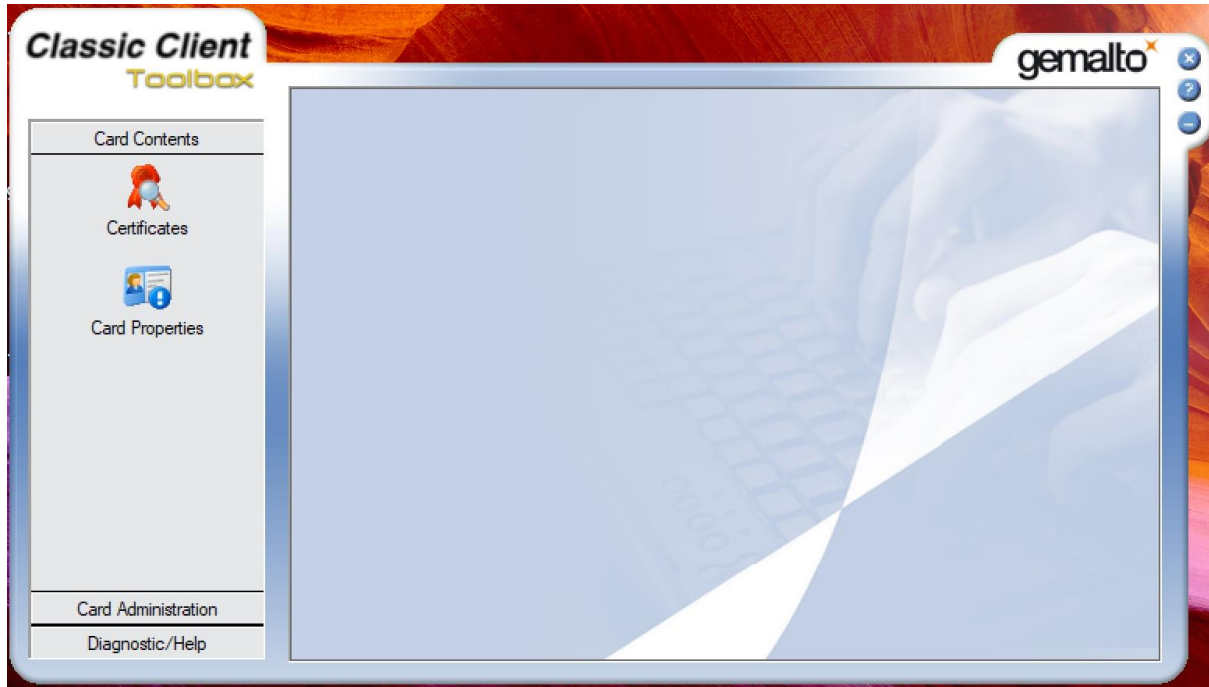 Classic Client
Toolbox
gemalto
Card Contents
Certificates
Card Properties
Card Administration
Diagnostic/Help